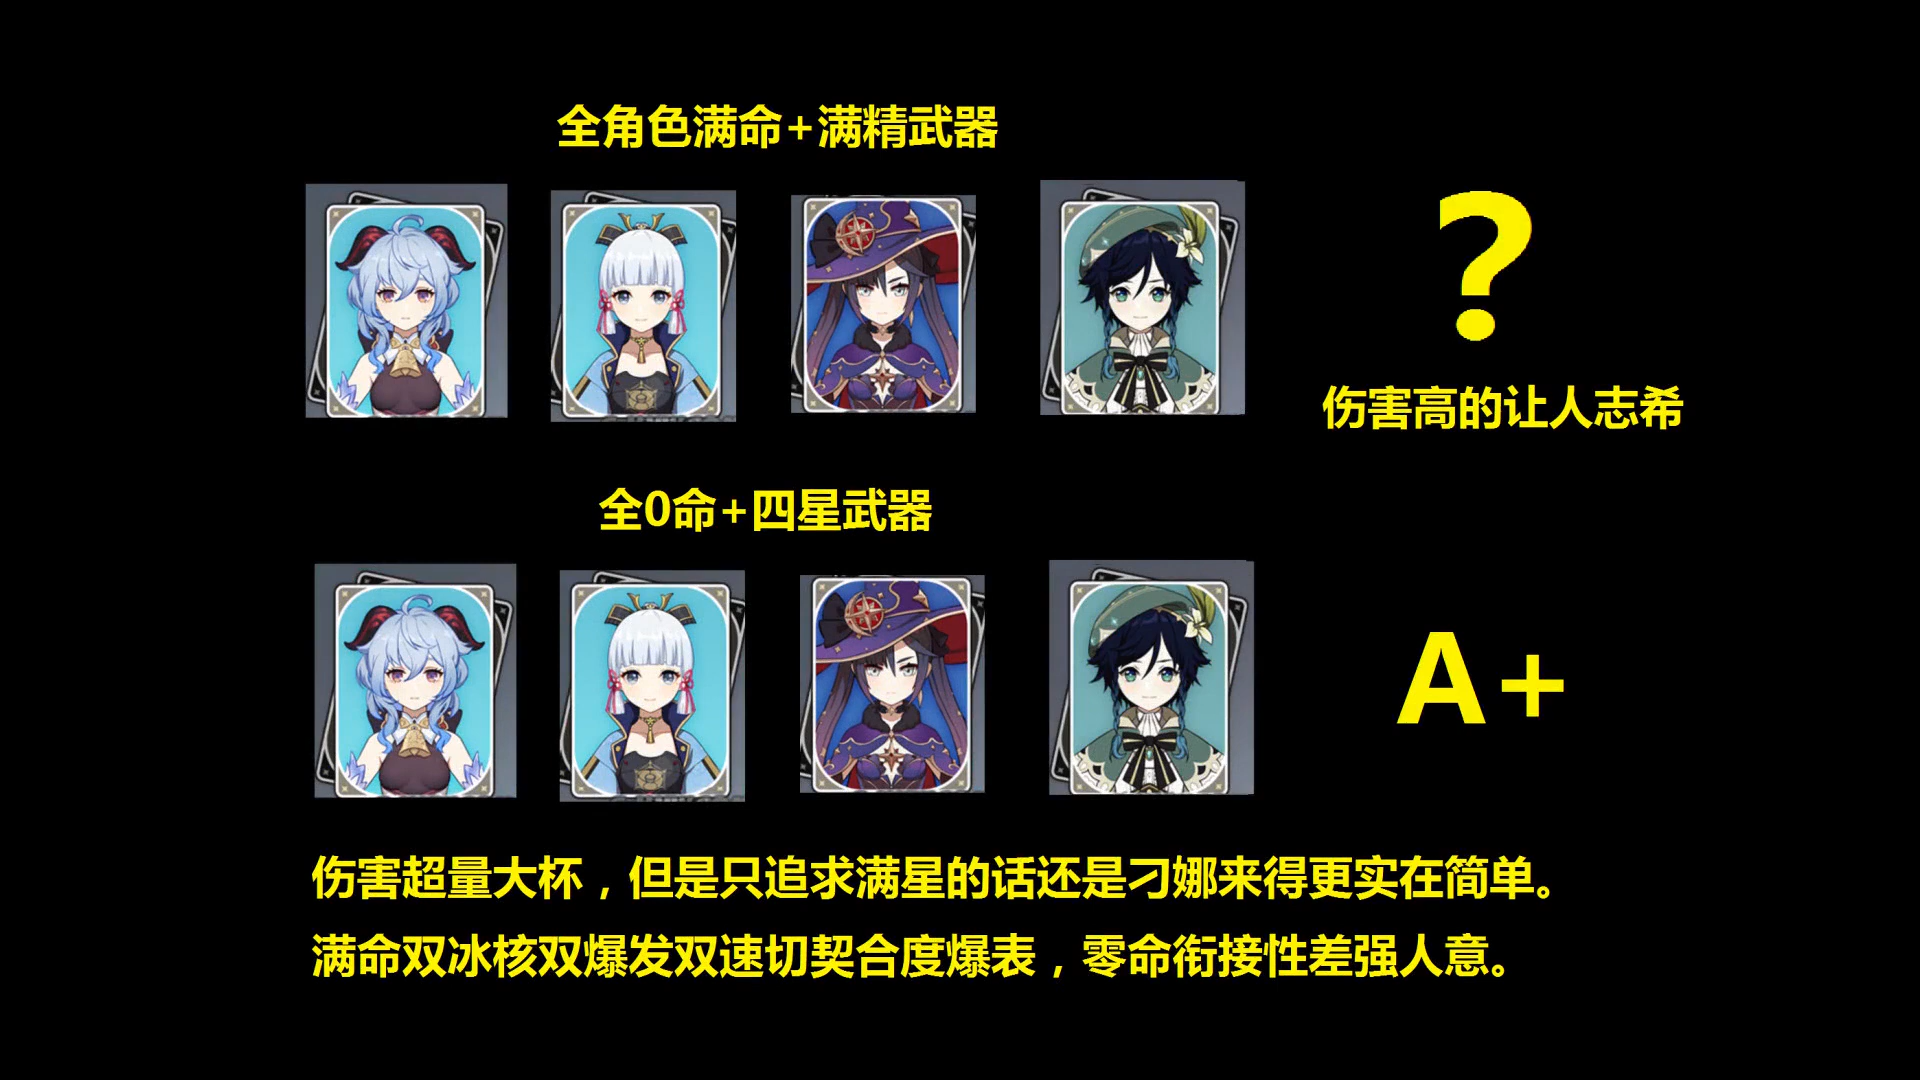 全角色满命+满精武器
?
伤害高的让人志希
全0命+四星武器
A+
伤害超量大杯，但是只追求满星的话还是刁娜来得更实在简单。
满命双冰核双爆发双速切契合度爆表，零命衔接性差强人意。